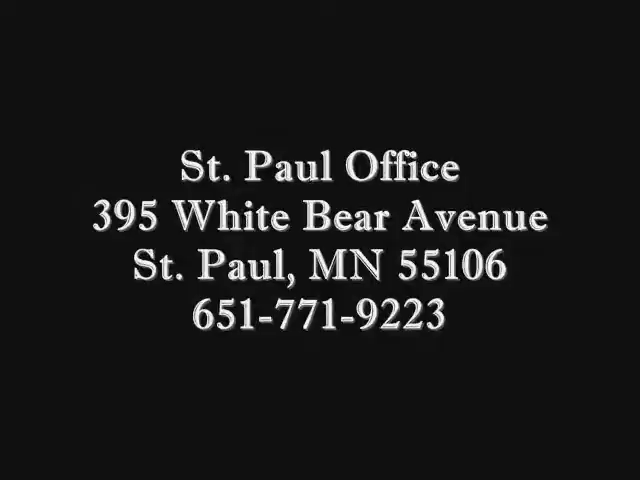 St. Paul Office
395 White Bear Avenue
St. Paul, MN 55106
651-771-9223